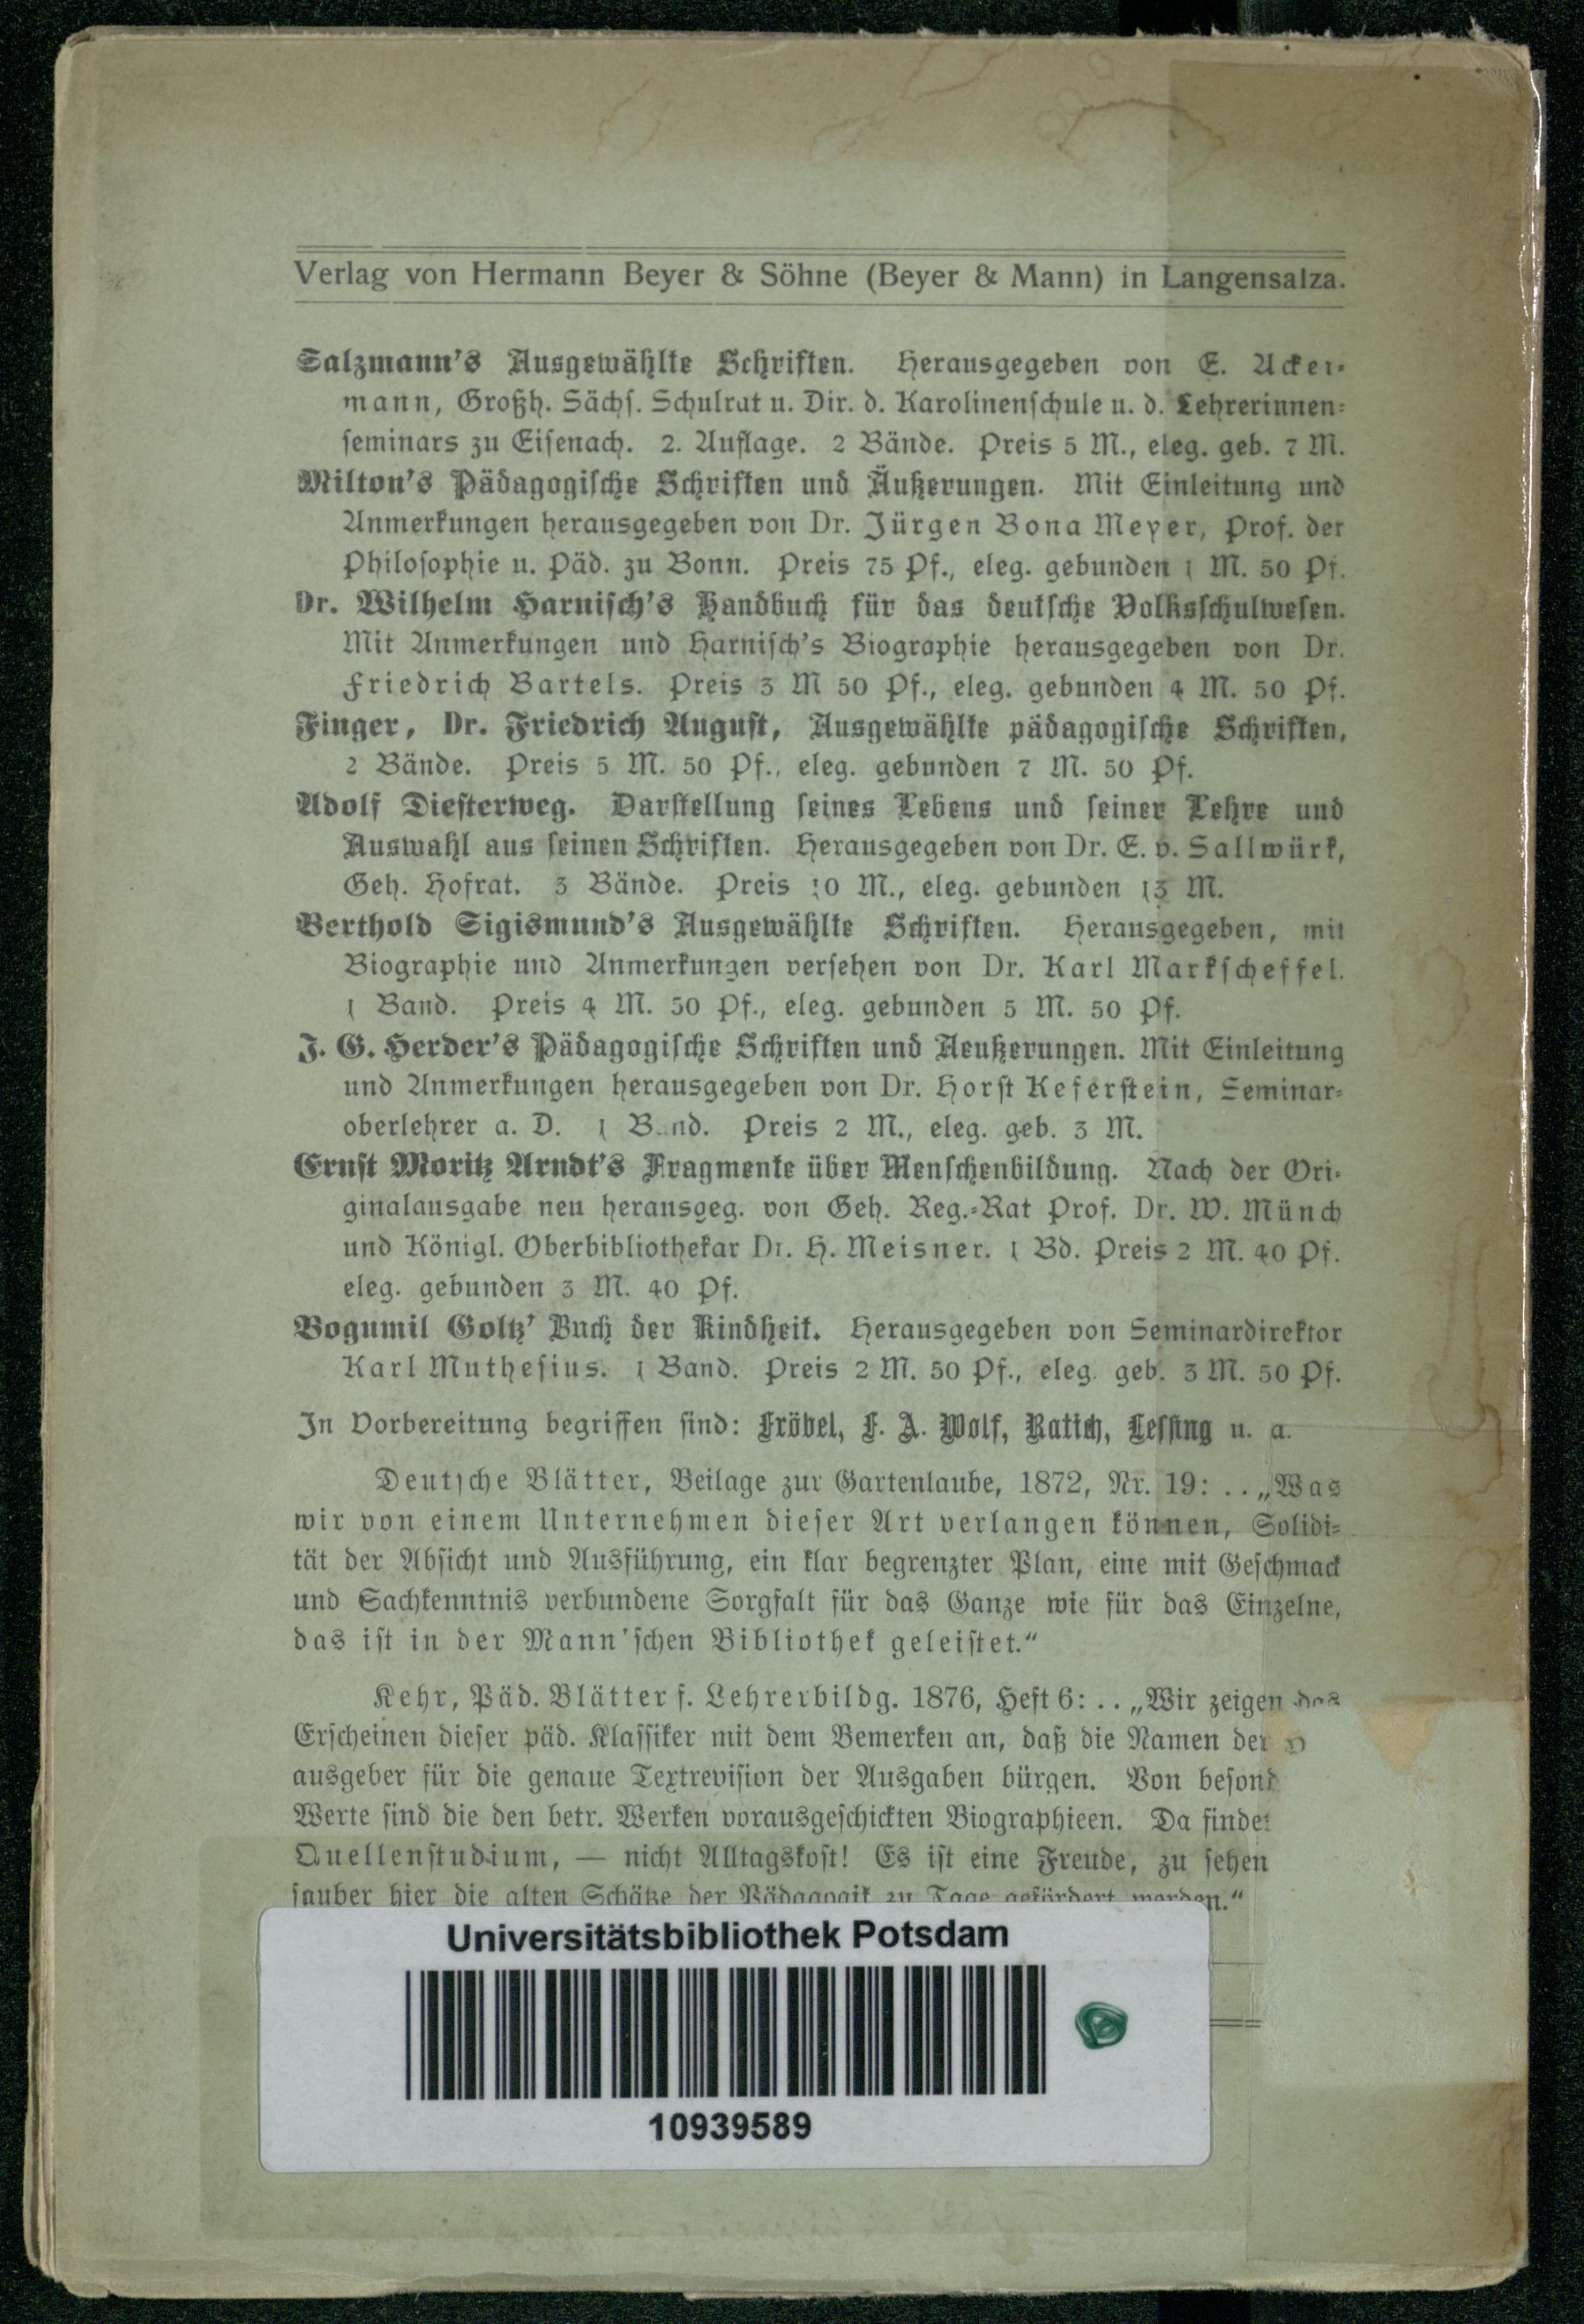 Verlag von Hermann Beyer & Söhne (Beyer & Mann) in Langensalza.
Salzmann's Ausgewählte Schriften. Herausgegeben von E. Acker-
mann, Großh. Sächs. Schulrat u. Dir. d. Karolinenschule u. d. Lehrerinnen-
seminars zu Eisenach. 2. Auflage. 2 Bände. Preis 5 M., eleg. geb. 7 M.
Milton's Pädagogische Schriften und Äußerungen. Mit Einleitung und
Anmerkungen herausgegeben von Dr. Jürgen Bona Meyer, Prof. der
Philosophie u. Päd. zu Bonn. Preis 75 Pf., eleg. gebunden 1 M. 50 Pf.
Dr. Wilhelm Harnisch's Handbuch für das deutsche Volksschulwesen.
Mit Anmerkungen und Harnisch's Biographie herausgegeben von Dr.
Friedrich Bartels. Preis 3 M 50 Pf., eleg. gebunden 4 M. 50 Pf.
Finger, Dr. Friedrich August, Ausgewählte pädagogische Schriften,
2 Bände. Preis 5 M. 50 Pf., eleg. gebunden 7 M. 50 Pf.
Adolf Diesterweg. Darstellung seines Lebens und seiner Lehre und
Auswahl aus seinen Schriften. Herausgegeben von Dr. E. v. Sallwürk,
Geh. Hofrat. 3 Bände. Preis 10 M., eleg. gebunden 13 M.
Berthold Sigismund's Ausgewählte Schriften. Herausgegeben, mit
Biographie und Anmerkungen versehen von Dr. Karl Markscheffel.
1 Band. Preis 4 M. 50 Pf., eleg. gebunden 5 M. 50 Pf.
J. G. Herder's Pädagogische Schriften und Aeußerungen. Mit Einleitung
und Anmerkungen herausgegeben von Dr. Horst Keferstein, Seminar-
oberlehrer a. D. 1 Band. Preis 2 M., eleg. geb. 3 M.
Ernst Moritz Arndt's Fragmente über Menschenbildung. Nach der Ori-
ginalausgabe neu herausgeg. von Geh. Reg.-Rat Prof. Dr. W. Münch
und Königl. Oberbibliothekar Dr. H. Meisner. 1 Bd. Preis 2 M. 40 Pf.
eleg. gebunden 3 M. 40 Pf.
Bogumil Goltz' Buch der Kindheit. Herausgegeben von Seminardirektor
Karl Muthesius. 1 Band. Preis 2 M. 50 Pf., eleg. geb. 3 M. 50 Pf.
In Vorbereitung begriffen sind: Fröbel, F. A. Wolf, Ratich, Lessing u. a.
Deutsche Blätter, Beilage zur Gartenlaube, 1872, Nr. 19: . . „Was
wir von einem Unternehmen dieser Art verlangen können, Solidi-
tät der Absicht und Ausführung, ein klar begrenzter Plan, eine mit Geschmack
und Sachkenntnis verbundene Sorgfalt für das Ganze wie für das Einzelne,
das ist in der Mann'schen Bibliothek geleistet.“
Kehr, Päd. Blätter f. Lehrerbildg. 1876, Heft 6: . . „Wir zeigen das
Erscheinen dieser päd. Klassiker mit dem Bemerken an, daß die Namen der
ausgeber für die genaue Textrevision der Ausgaben bürgen. Von besond
Werte sind die den betr. Werken vorausgeschickten Biographieen. Da findet
Quellenstudium, — nicht Alltagskost! Es ist eine Freude, zu sehen
sauber hier die alten Schätze der Pädagogik zu Tage gefördert werden.“
Universitätsbibliothek Potsdam
10939589